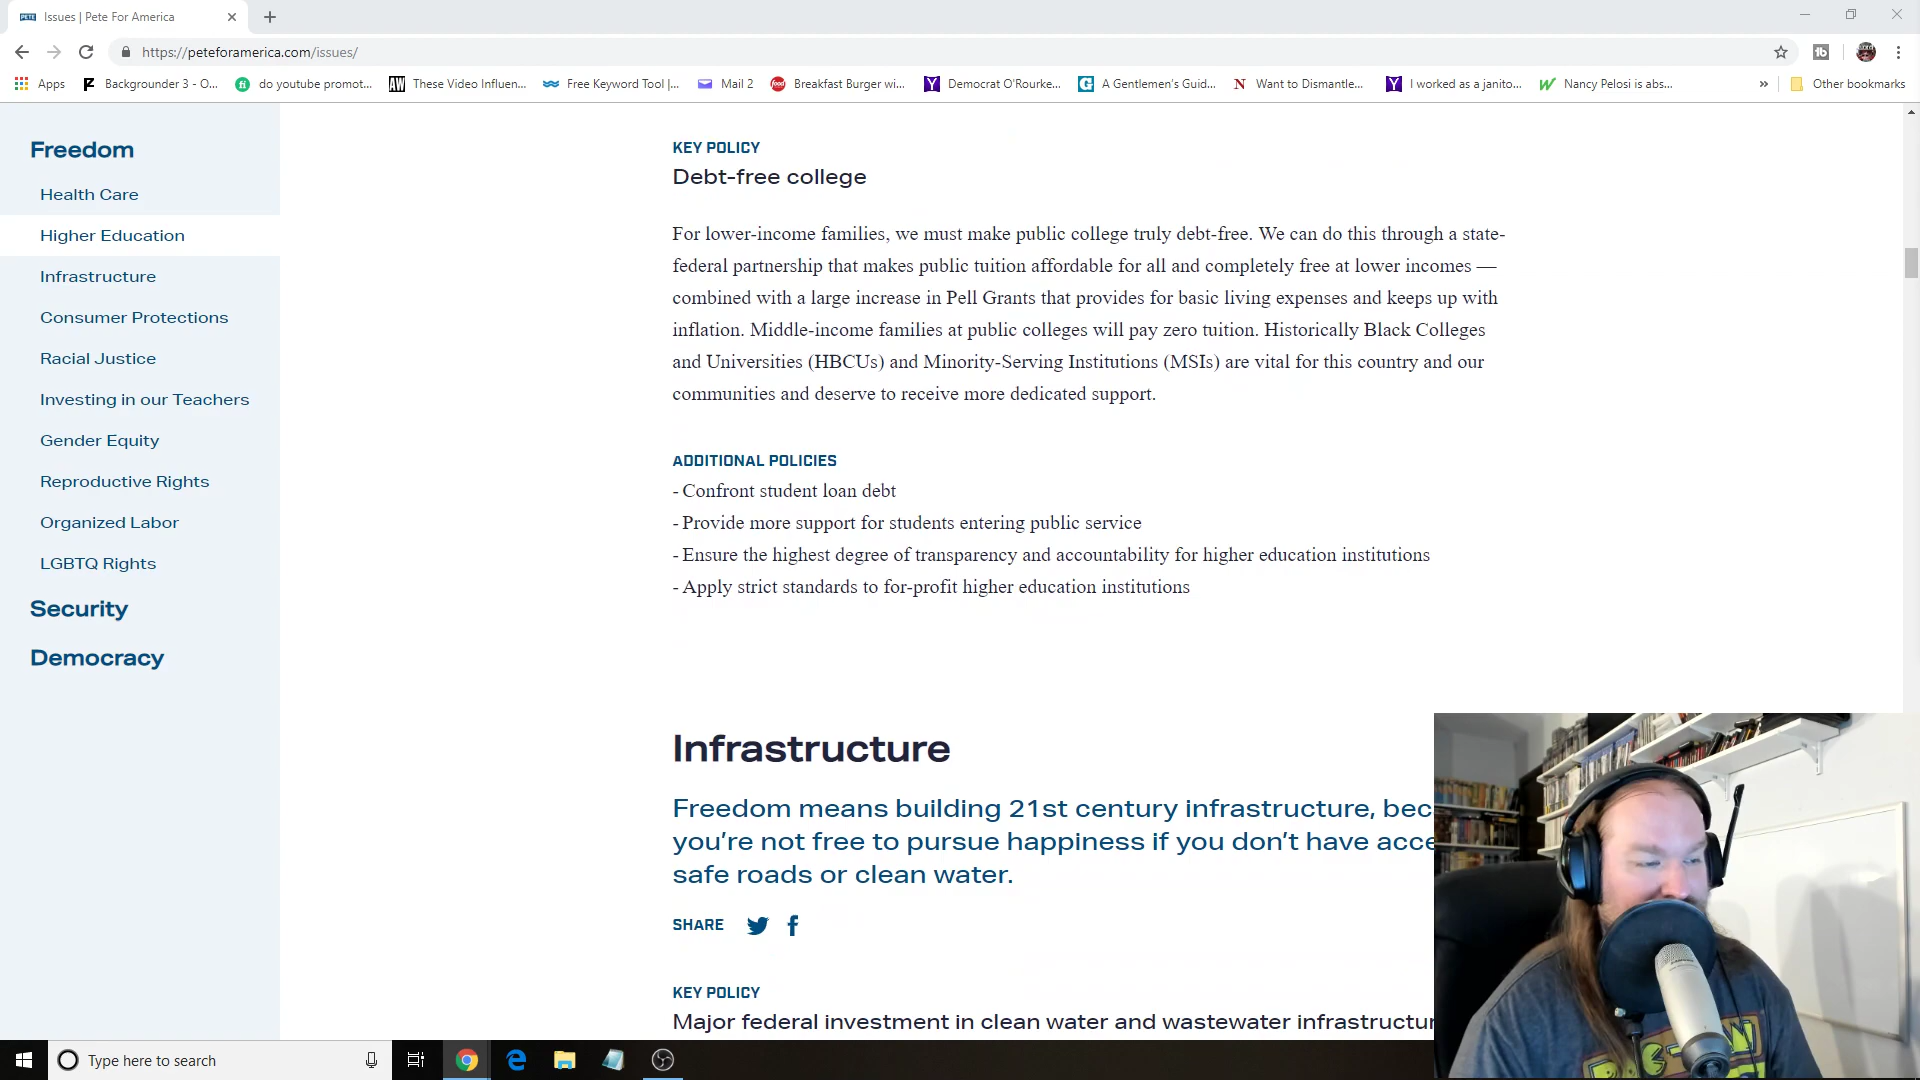 PETE
Issues | Pete For America
https://peteforamerica.com/issues/
Apps
Backgrounder 3 - O...
do youtube promot...
AW
These Video Influen...
Free Keyword Tool |...
Mail 2
food
Breakfast Burger wi...
Y
Democrat O'Rourke...
G
A Gentlemen's Guid...
N
Want to Dismantle...
Y
I worked as a janito...
Nancy Pelosi is abs...
»
Other bookmarks
Freedom
Health Care
Higher Education
Infrastructure
Consumer Protections
Racial Justice
Investing in our Teachers
Gender Equity
Reproductive Rights
Organized Labor
LGBTQ Rights
Security
Democracy
KEY POLICY
Debt-free college
For lower-income families, we must make public college truly debt-free. We can do this through a state-
federal partnership that makes public tuition affordable for all and completely free at lower incomes —
combined with a large increase in Pell Grants that provides for basic living expenses and keeps up with
inflation. Middle-income families at public colleges will pay zero tuition. Historically Black Colleges
and Universities (HBCUs) and Minority-Serving Institutions (MSIs) are vital for this country and our
communities and deserve to receive more dedicated support.
ADDITIONAL POLICIES
- Confront student loan debt
- Provide more support for students entering public service
- Ensure the highest degree of transparency and accountability for higher education institutions
- Apply strict standards to for-profit higher education institutions
Infrastructure
Freedom means building 21st century infrastructure, bec
you're not free to pursue happiness if you don't have acce
safe roads or clean water.
SHARE
KEY POLICY
Major federal investment in clean water and wastewater infrastructur
Type here to search